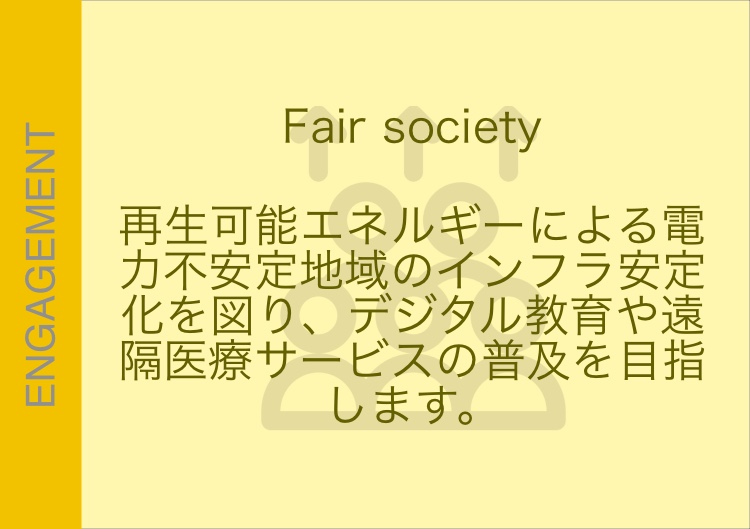 ENGAGEMENT
Fair society
再生可能エネルギーによる電
力不安定地域のインフラ安定
化を図り、デジタル教育や遠
隔医療サービスの普及を目指
します。